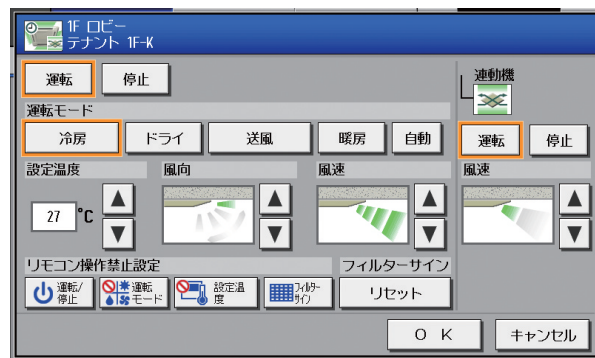 1F ロビー
テナント 1F-K
運転 停止
連動機
運転モード
冷房 ドライ 送風 暖房 自動
運転 停止
設定温度 風向 風速 風速
27 °C
リモコン操作禁止設定 フィルターサイン
運転/停止 運転モード 設定温度 フィルターサイン リセット
OK キャンセル